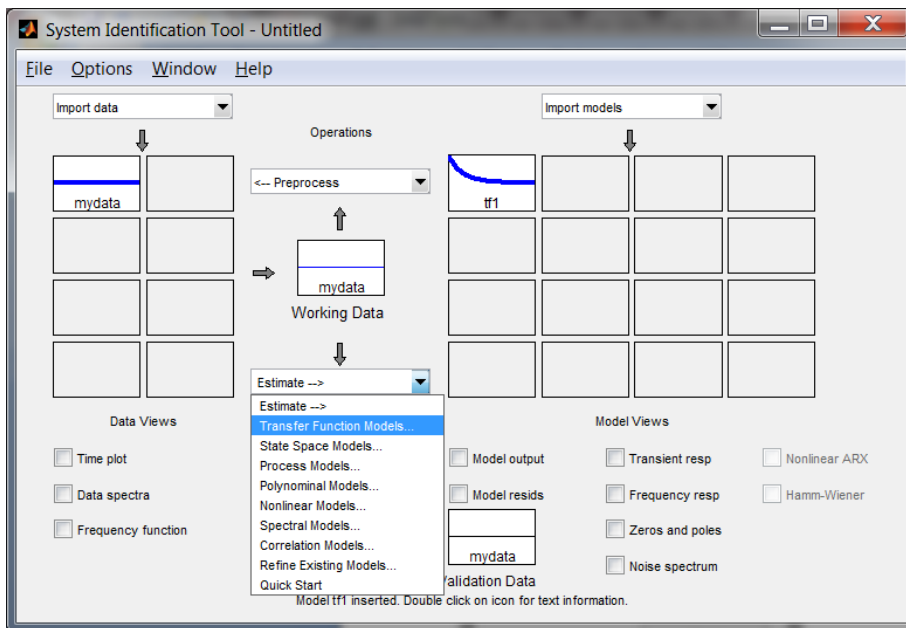 System Identification Tool - Untitled
File Options Window Help
Import data
Import models
Operations
<-- Preprocess
mydata
tf1
mydata
Working Data
Estimate -->
Estimate -->
Transfer Function Models...
State Space Models...
Process Models...
Polynominal Models...
Nonlinear Models...
Spectral Models...
Correlation Models...
Refine Existing Models...
Quick Start
Data Views
Time plot
Data spectra
Frequency function
Model Views
Model output
Transient resp
Nonlinear ARX
Model resids
Frequency resp
Hamm-Wiener
Zeros and poles
Noise spectrum
mydata
alidation Data
Model tf1 inserted. Double click on icon for text information.